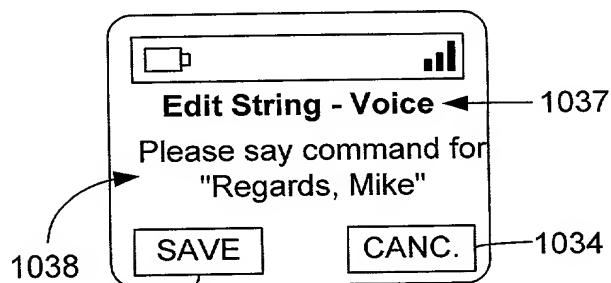 Edit String - Voice 1037
Please say command for
"Regards, Mike"
SAVE CANC. 1034
1038